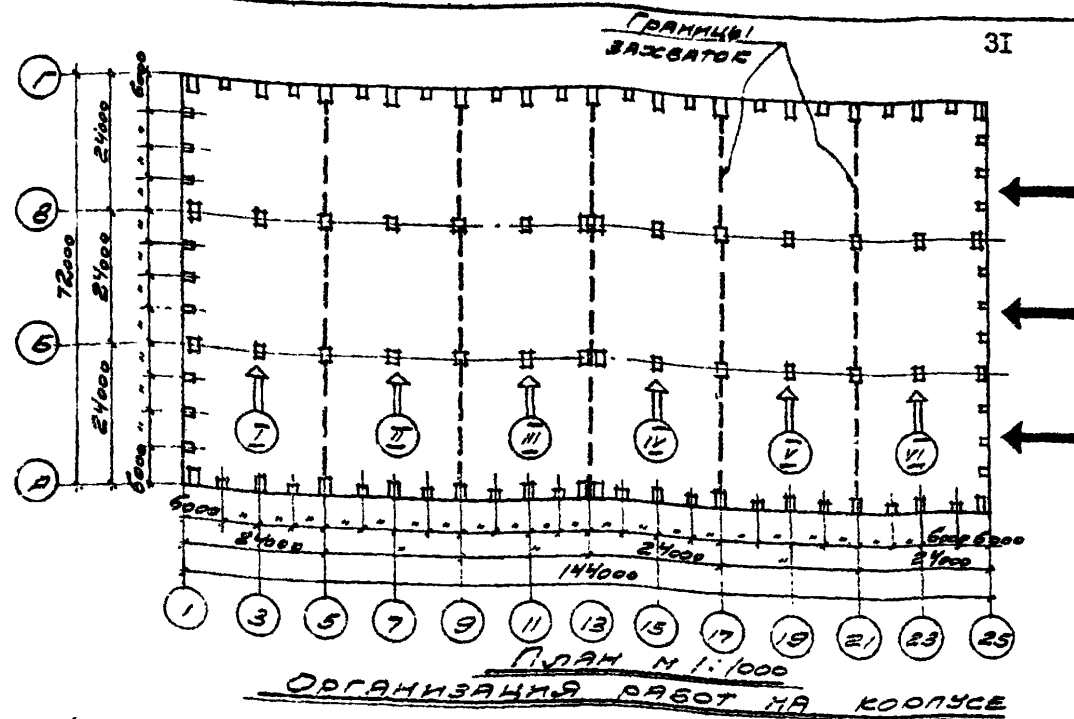 Границы
захваток
31
Г
6000
24000
В
72000
24000
Б
24000
I II III IV V VI
6000
А
6000 " " " " " " " " " 6000 6000
24000 " " 24000 " 24000
144000
1 3 5 7 9 11 13 15 17 19 21 23 25
План М 1:1000
Организация работ на корпусе